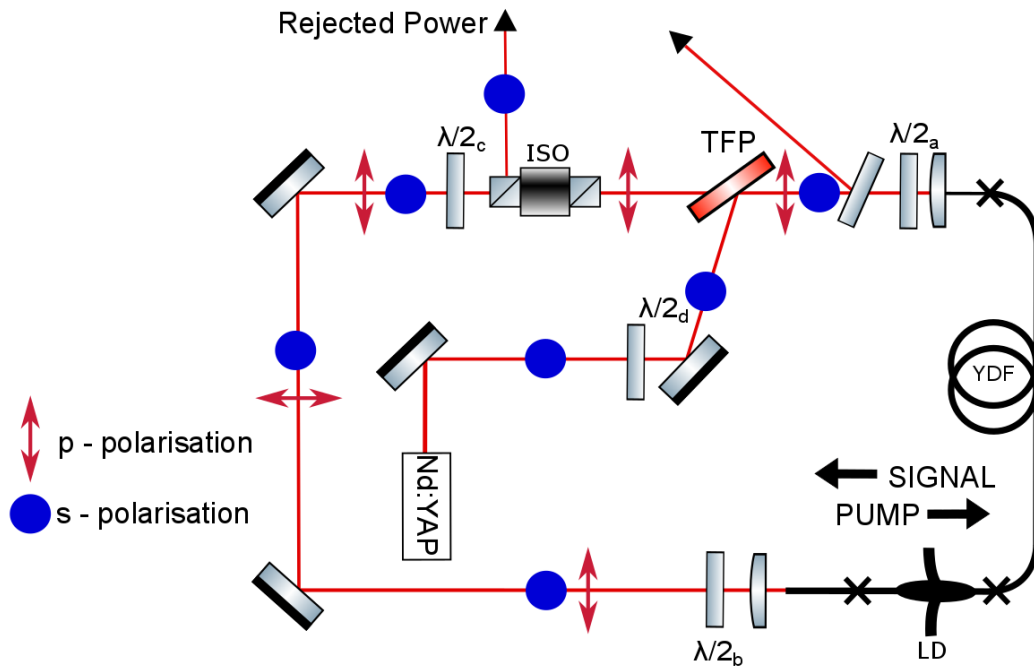 Rejected Power
λ/2c
ISO
TFP
λ/2a
λ/2d
YDF
p - polarisation
s - polarisation
Nd:YAP
SIGNAL
PUMP
λ/2b
LD